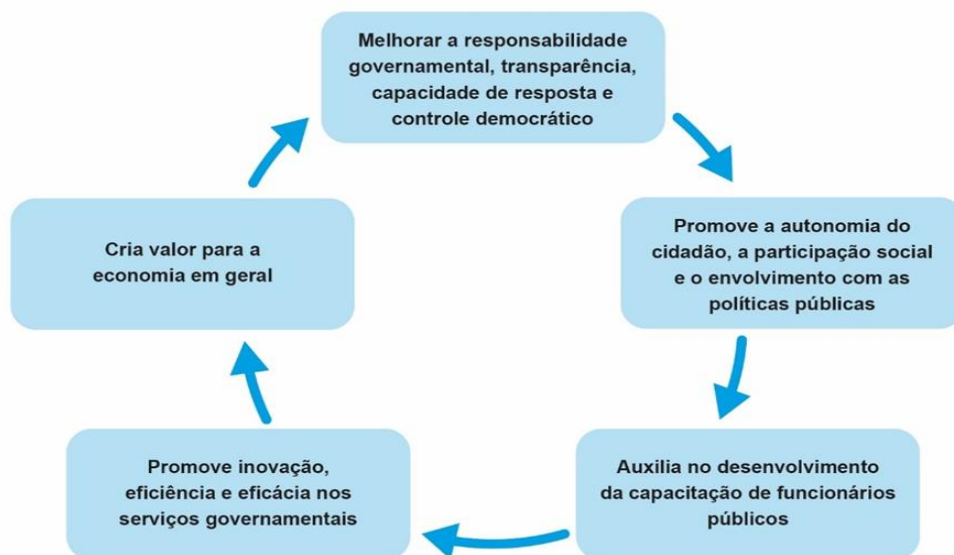 Melhorar a responsabilidade
governamental, transparência,
capacidade de resposta e
controle democrático
Promove a autonomia do
cidadão, a participação social
e o envolvimento com as
políticas públicas
Auxilia no desenvolvimento
da capacitação de funcionários
públicos
Promove inovação,
eficiência e eficácia nos
serviços governamentais
Cria valor para a
economia em geral